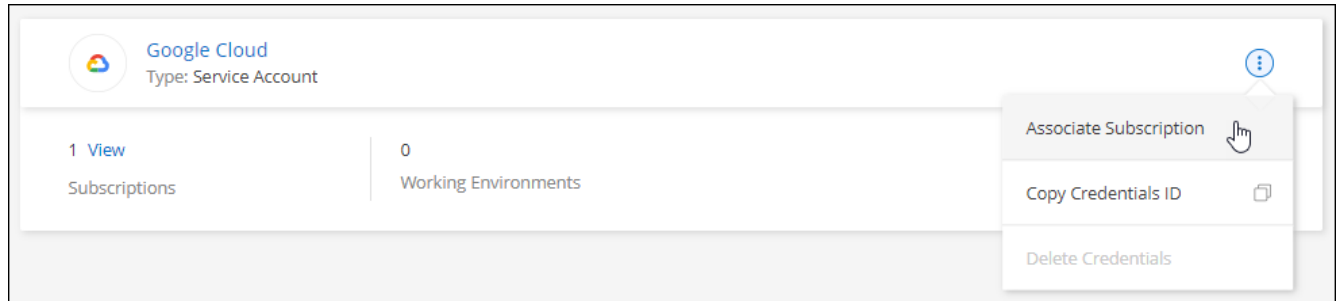 Google Cloud
Type: Service Account
1 View
Subscriptions
0
Working Environments
Associate Subscription
Copy Credentials ID
Delete Credentials